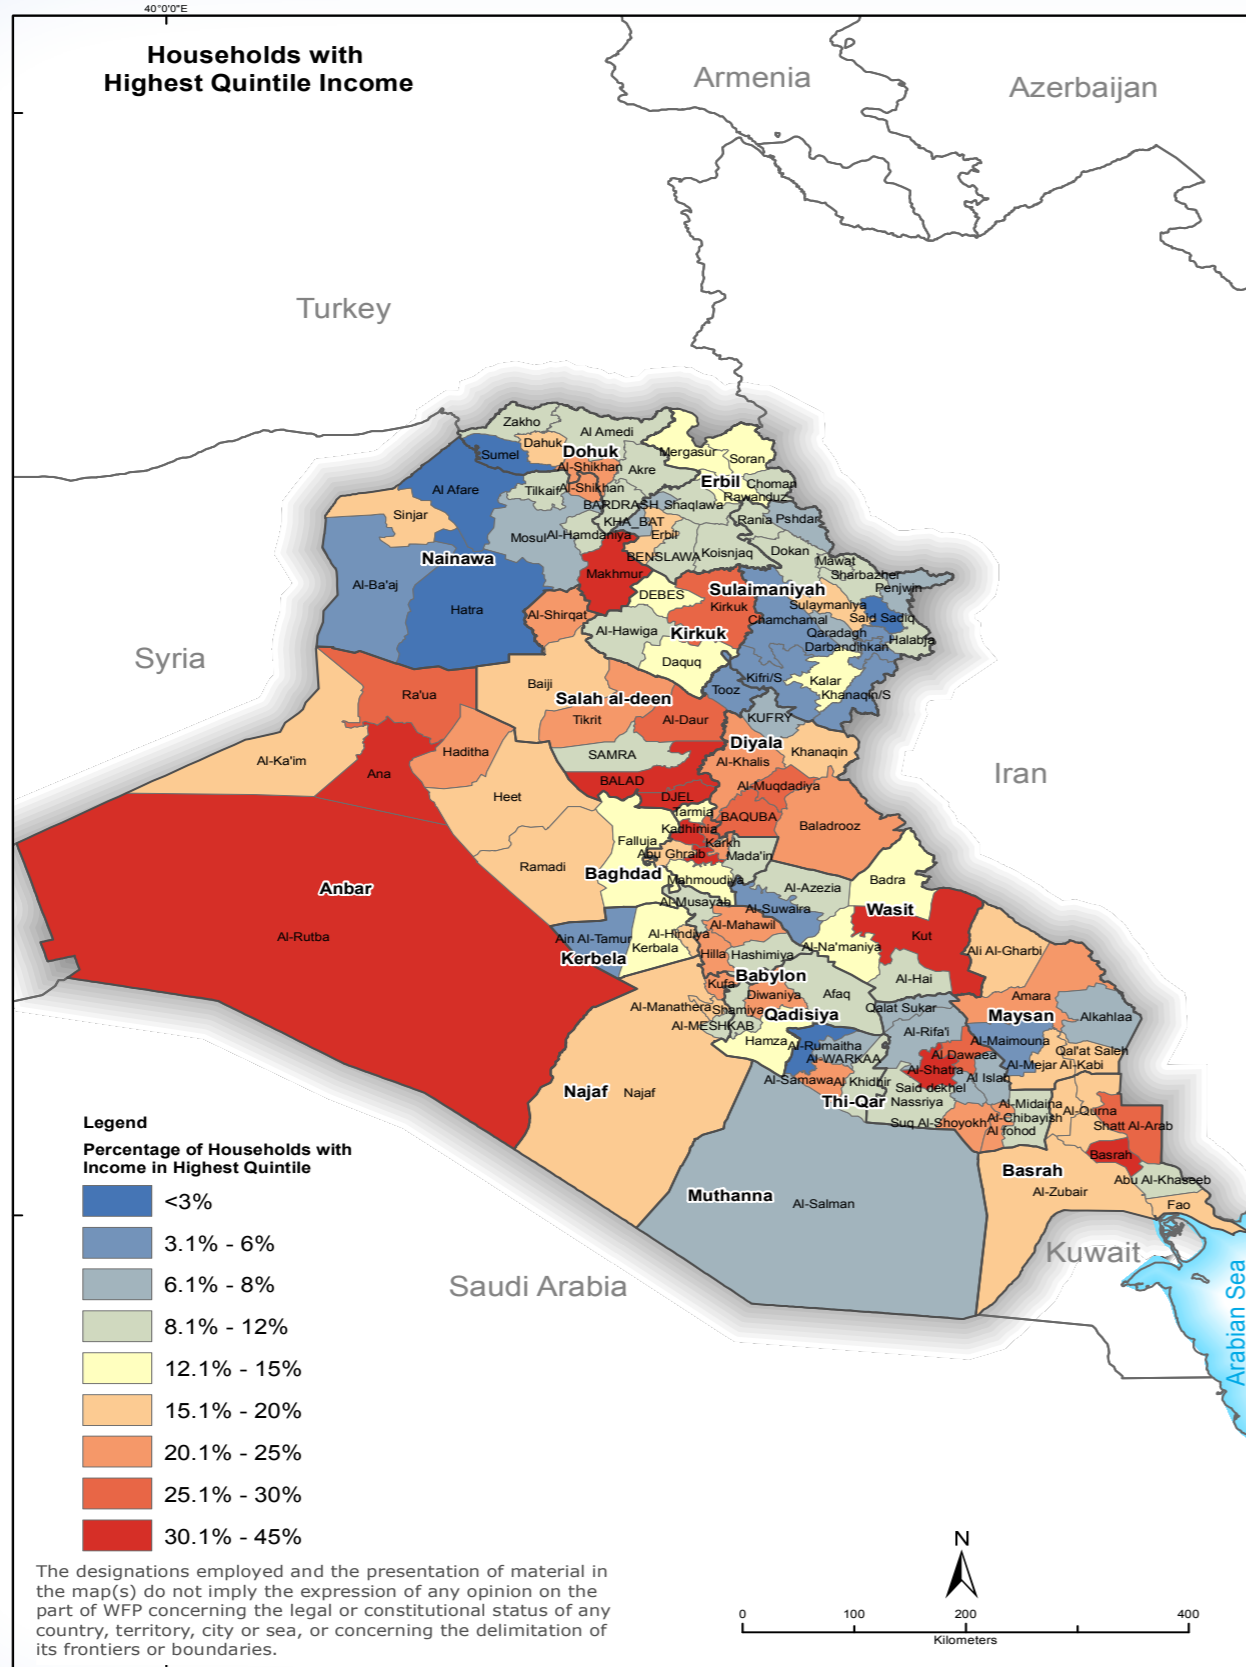 40°0'0"E
Households with
Highest Quintile Income
Armenia
Azerbaijan
Turkey
Syria
Iran
Saudi Arabia
Kuwait
Arabian Sea
Zakho
Al Amedi
Dahuk
Dohuk
Sumel
Al-Shikhan
Al-Shikhan
Akre
Mergasur
Soran
Erbil
Choman
Rawanduz
Al Afare
Tilkaif
BARDRASH
Shaqlawa
Sinjar
KHA_BAT
Rania
Pshdar
Mosul
Al-Hamdaniya
Erbil
Nainawa
BENSLAWA
Koisnjaq
Dokan
Mawat
Sharbazher
Al-Ba'aj
Makhmur
Penjwin
DEBES
Sulaimaniyah
Hatra
Kirkuk
Sulaymaniya
Al-Shirqat
Chamchamal
Said Sadiq
Al-Hawiga
Kirkuk
Qaradagh
Halabja
Darbandihkan
Daquq
Kifri/S
Kalar
Baiji
Tooz
Khanaqin/S
Ra'ua
Salah al-deen
Tikrit
Al-Daur
KUFRY
Diyala
Haditha
SAMRA
Khanaqin
Al-Ka'im
Al-Khalis
Ana
BALAD
Al-Muqdadiya
Heet
DJEL
Tarmia
BAQUBA
Baladrooz
Kadhimia
Falluja
Karkh
Abu Ghraib
Mada'in
Ramadi
Baghdad
Mahmoudiya
Badra
Anbar
Al-Azezia
Al-Musayab
Al-Suwaira
Wasit
Al-Mahawil
Al-Rutba
Ain Al-Tamur
Al-Hindiya
Kut
Kerbala
Al-Na'maniya
Ali Al-Gharbi
Kerbela
Hilla
Hashimiya
Babylon
Al-Hai
Kufa
Diwaniya
Afaq
Amara
Al-Manathera
Shamiya
Qalat Sukar
Qadisiya
Maysan
Alkahlaa
Al-MESHKAB
Al-Rifa'i
Hamza
Al-Rumaitha
Al-Maimouna
Al-WARKAA
Al Dawaea
Qal'at Saleh
Al-Shatra
Al-Mejar Al-Kabi
Al-Samawa
Al Khidhir
Al Islah
Najaf
Najaf
Said dekhel
Thi-Qar
Nassriya
Al-Midaina
Al-Qurna
Al-Chibayish
Suq Al-Shoyokh
Al fohod
Shatt Al-Arab
Basrah
Basrah
Abu Al-Khaseeb
Muthanna
Al-Salman
Al-Zubair
Fao
Legend
Percentage of Households with
Income in Highest Quintile
<3%
3.1% - 6%
6.1% - 8%
8.1% - 12%
12.1% - 15%
15.1% - 20%
20.1% - 25%
25.1% - 30%
30.1% - 45%
The designations employed and the presentation of material in
the map(s) do not imply the expression of any opinion on the
part of WFP concerning the legal or constitutional status of any
country, territory, city or sea, or concerning the delimitation of
its frontiers or boundaries.
N
0 100 200 400
Kilometers